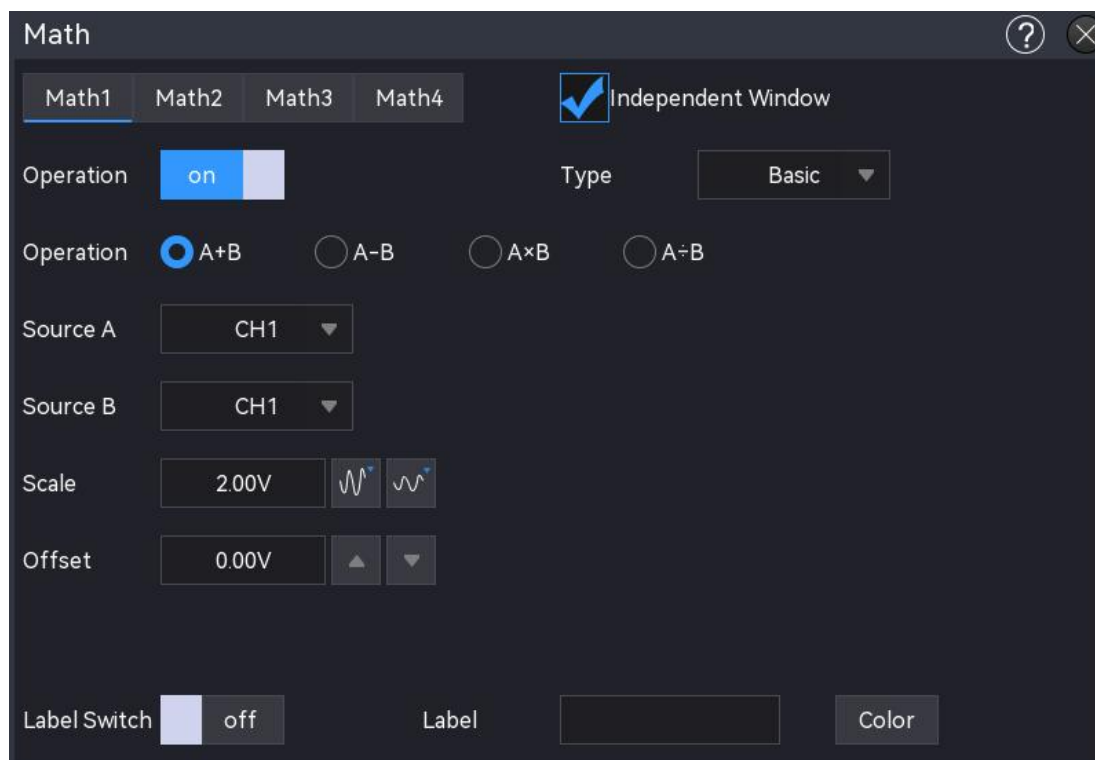 Math ?
Math1 Math2 Math3 Math4 Independent Window
Operation on Type Basic
Operation A+B A-B A×B A÷B
Source A CH1
Source B CH1
Scale 2.00V
Offset 0.00V
Label Switch off Label Color